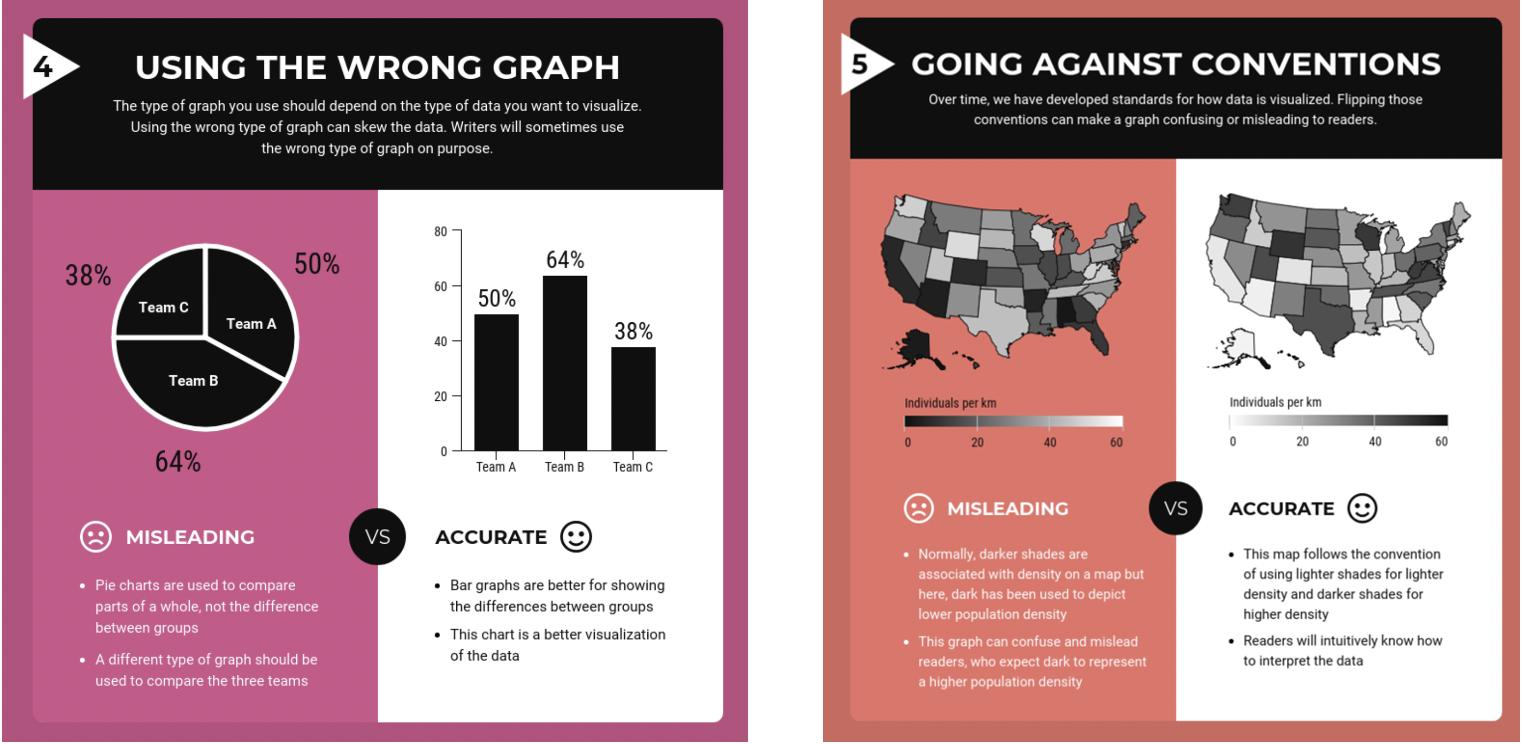 4
USING THE WRONG GRAPH
The type of graph you use should depend on the type of data you want to visualize.
Using the wrong type of graph can skew the data. Writers will sometimes use
the wrong type of graph on purpose.
38%
50%
Team C
Team A
Team B
64%
80
60
40
20
0
50%
64%
38%
Team A
Team B
Team C
MISLEADING
VS
ACCURATE
• Pie charts are used to compare
parts of a whole, not the difference
between groups
• A different type of graph should be
used to compare the three teams
• Bar graphs are better for showing
the differences between groups
• This chart is a better visualization
of the data
5
GOING AGAINST CONVENTIONS
Over time, we have developed standards for how data is visualized. Flipping those
conventions can make a graph confusing or misleading to readers.
Individuals per km
0 20 40 60
Individuals per km
0 20 40 60
MISLEADING
VS
ACCURATE
• Normally, darker shades are
associated with density on a map but
here, dark has been used to depict
lower population density
• This graph can confuse and mislead
readers, who expect dark to represent
a higher population density
• This map follows the convention
of using lighter shades for lighter
density and darker shades for
higher density
• Readers will intuitively know how
to interpret the data